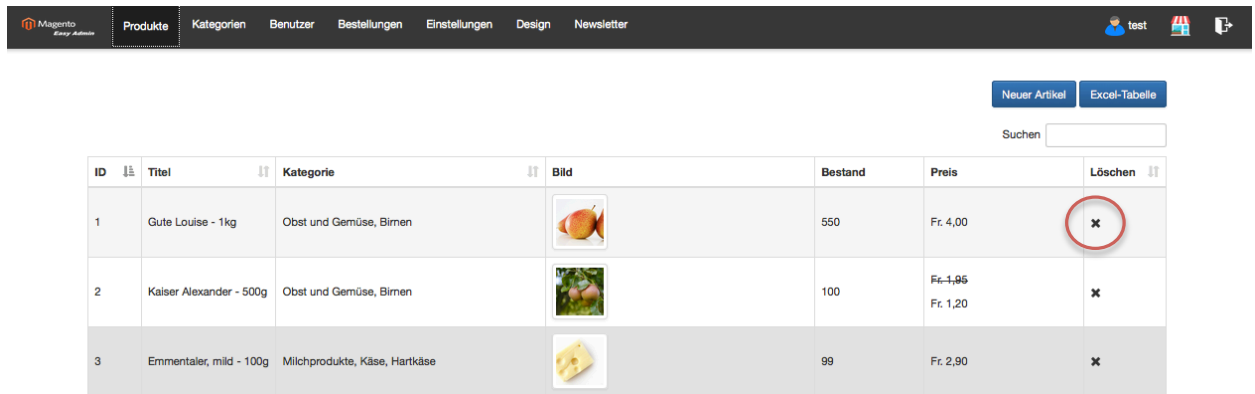 Magento Easy Admin Produkte Kategorien Benutzer Bestellungen Einstellungen Design Newsletter test
Neuer Artikel Excel-Tabelle
Suchen
ID Titel Kategorie Bild Bestand Preis Löschen
1 Gute Louise - 1kg Obst und Gemüse, Birnen 550 Fr. 4,00
2 Kaiser Alexander - 500g Obst und Gemüse, Birnen 100 Fr. 1,95
Fr. 1,20
3 Emmentaler, mild - 100g Milchprodukte, Käse, Hartkäse 99 Fr. 2,90